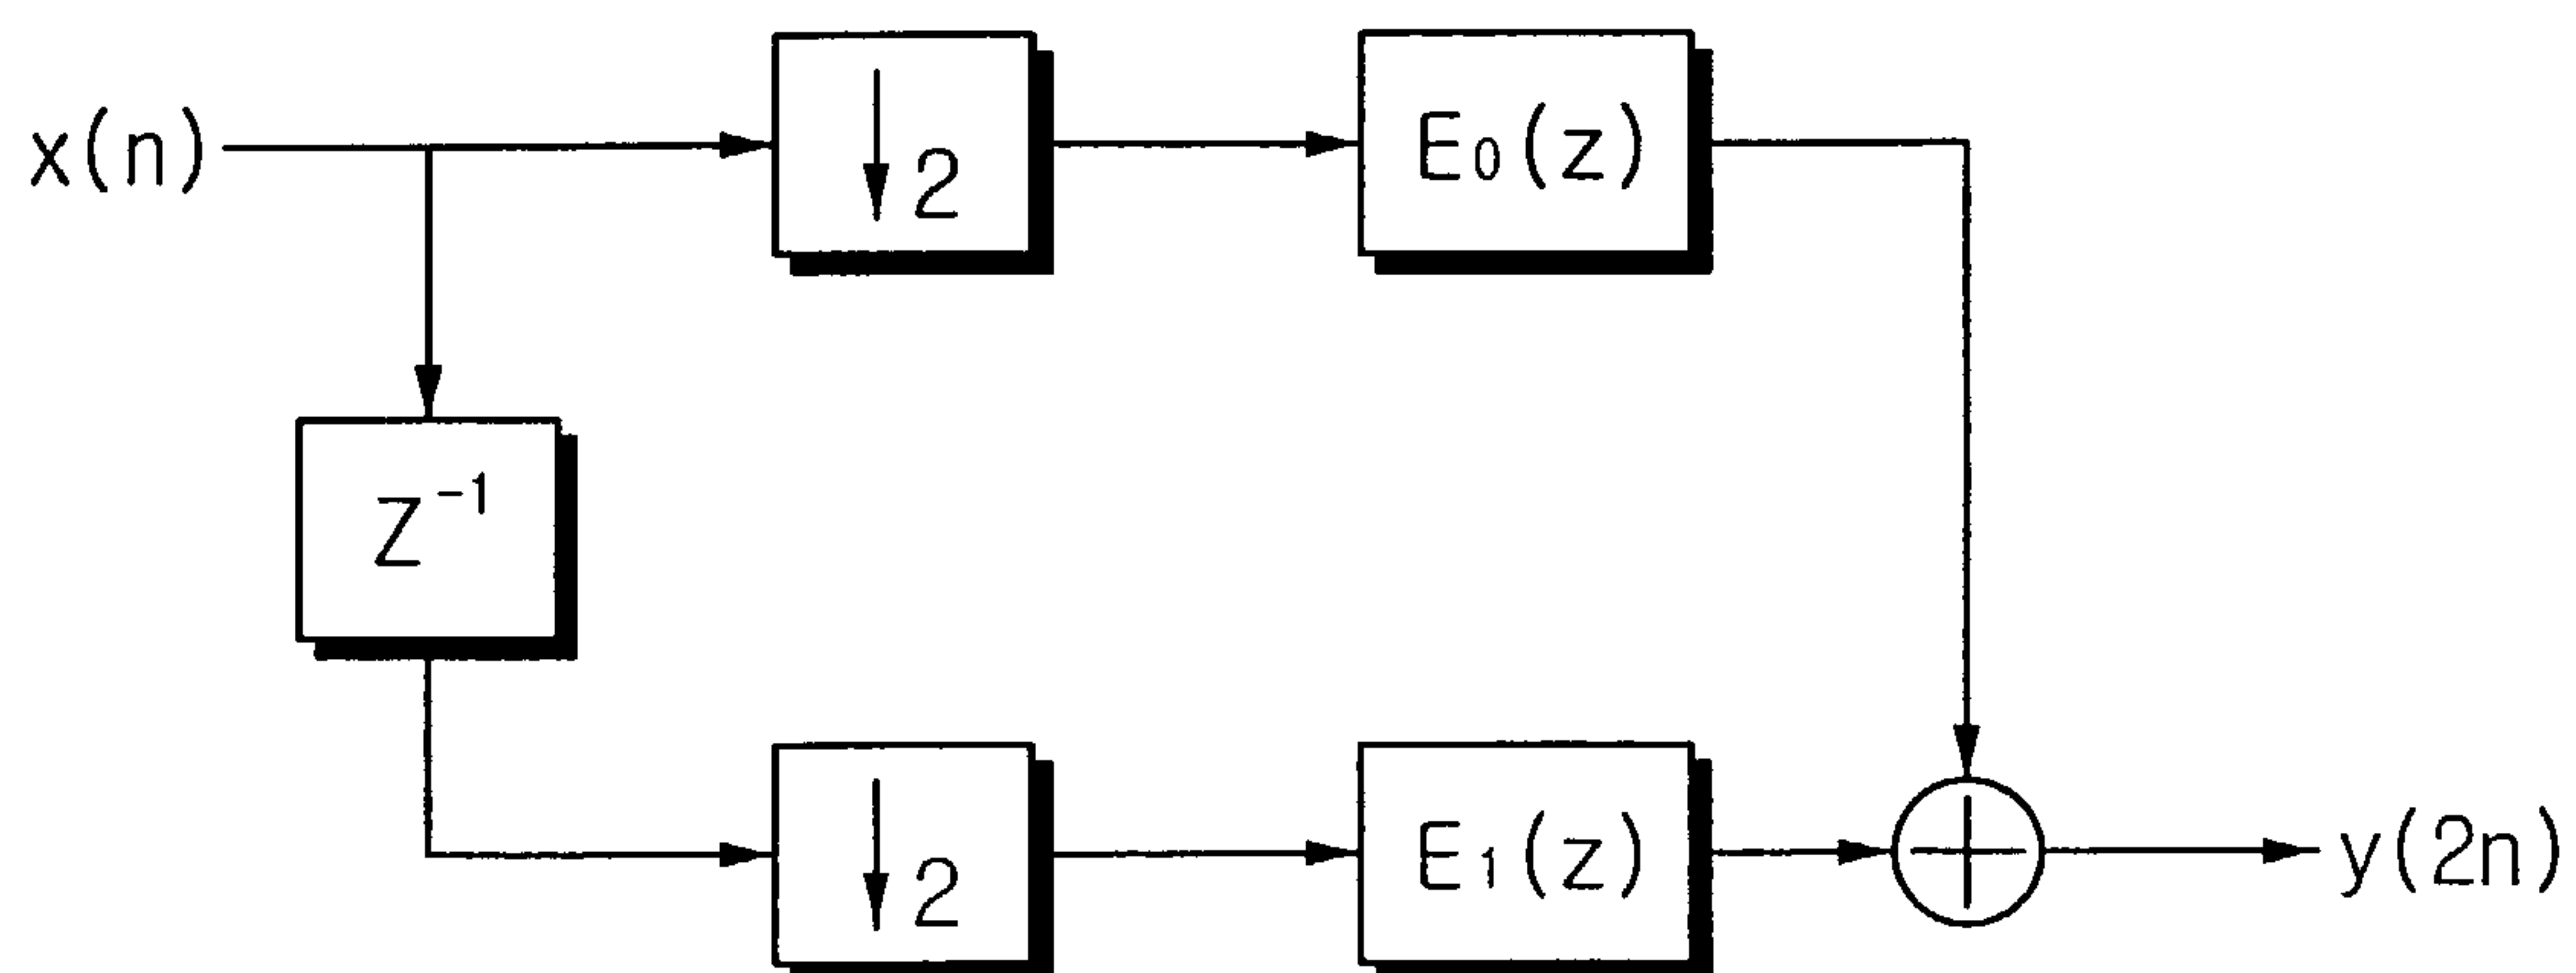 x(n)
↓2
E₀(z)
Z⁻¹
↓2
E₁(z)
y(2n)